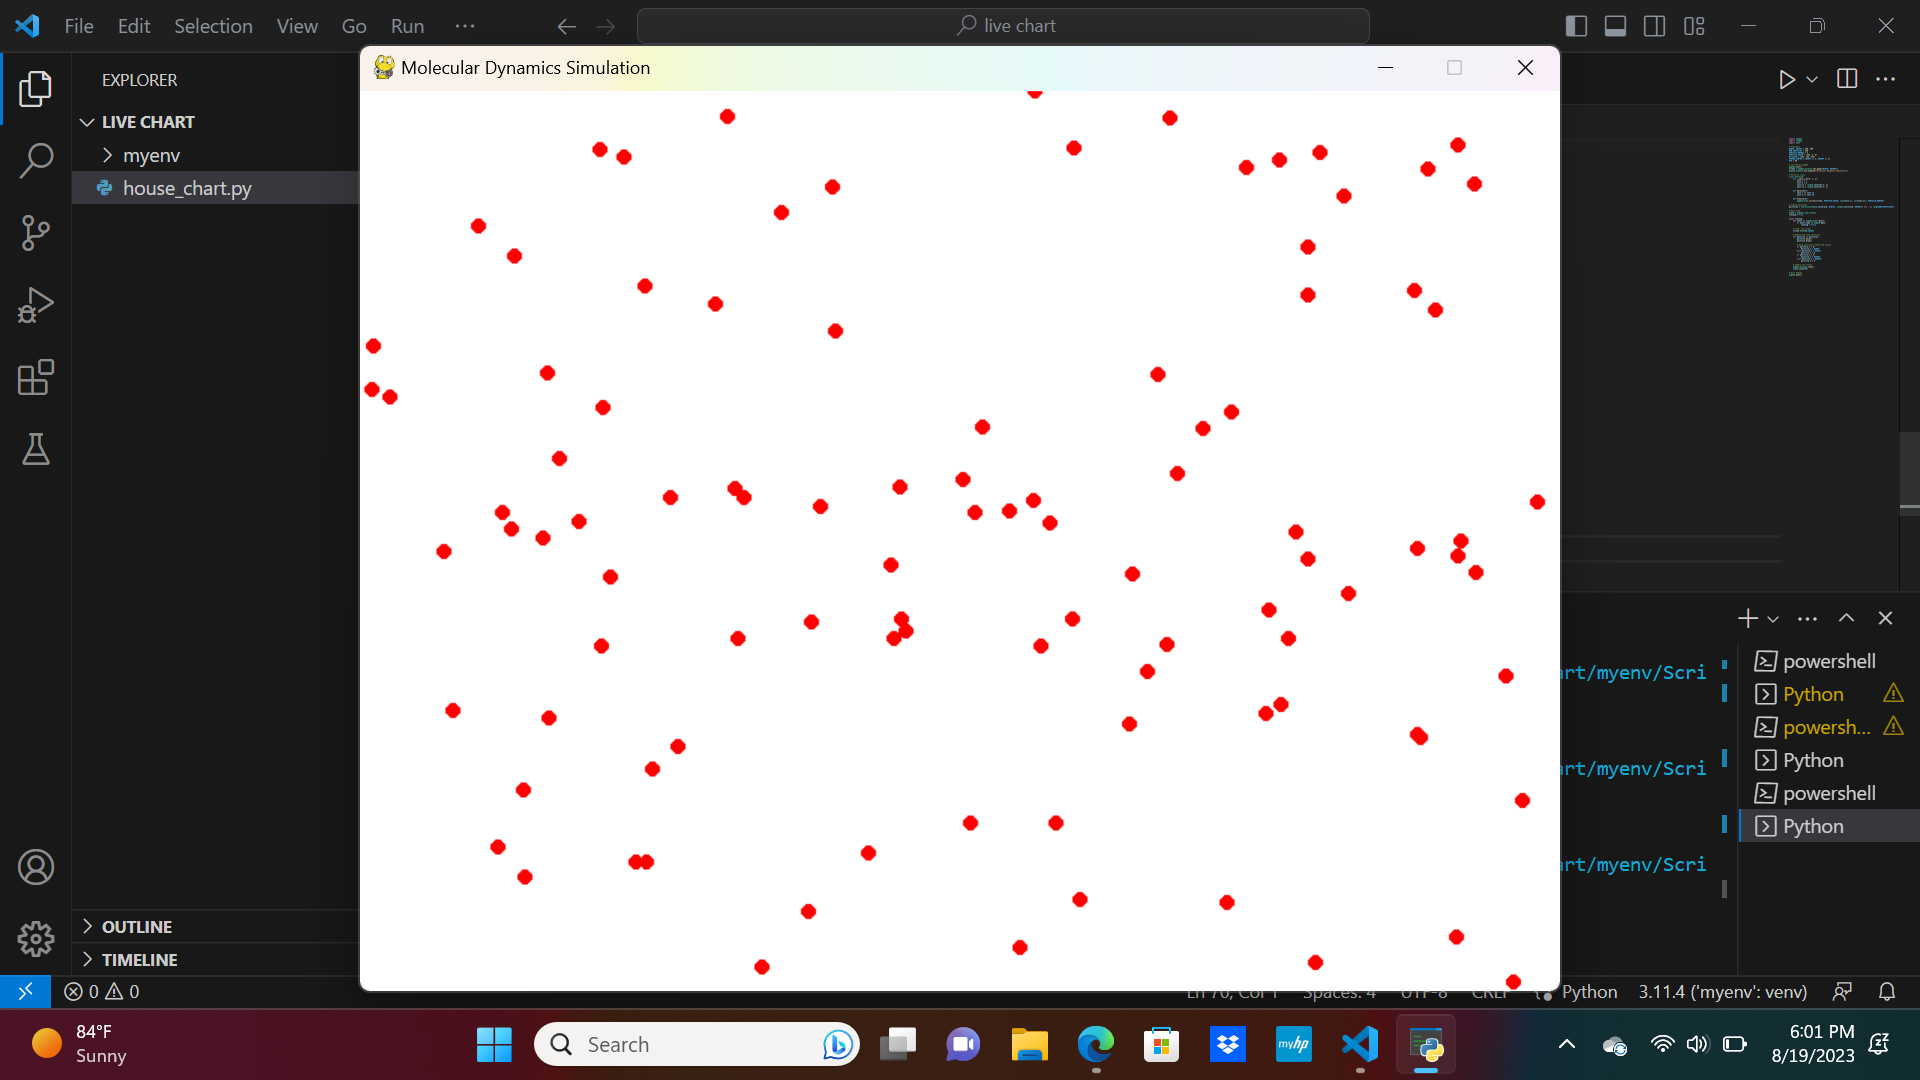 File Edit Selection View Go Run ... live chart
Molecular Dynamics Simulation
EXPLORER
LIVE CHART
myenv
house_chart.py
art/myenv/Scri
art/myenv/Scri
art/myenv/Scri
powershell
Python
powersh...
Python
powershell
Python
OUTLINE
TIMELINE
0 0 Ln 70, Col 1 Spaces: 4 UTF-8 CRLF Python 3.11.4 ('myenv': venv)
84°F
Sunny
Search
myhp
6:01 PM
8/19/2023